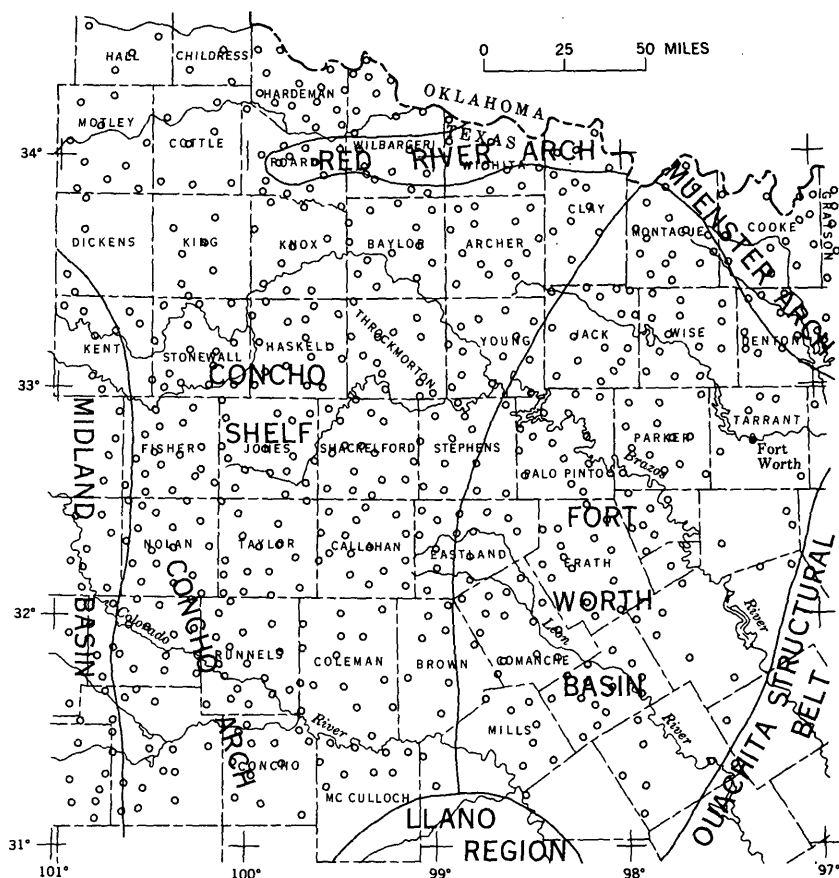 0 25 50 MILES
HALL
CHILDRESS
OKLAHOMA
HARDEMAN
TEXAS
MOTLEY
COTTLE
WILBARGER
34°
FOARD
WICHITA
RED RIVER ARCH
MUENSTER ARCH
CLAY
COOKE
GRAYSON
MONTAGUE
DICKENS
KING
KNOX
BAYLOR
ARCHER
THROCKMORTON
KENT
STONEWALL
HASKELL
YOUNG
JACK
WISE
DENTON
33°
CONCHO
SHELF
MIDLAND BASIN
TARRANT
FISHER
JONES
SHACKELFORD
STEPHENS
PARKER
Fort
Worth
Brazos
River
PALO PINTO
FORT
WORTH
BASIN
NOLAN
TAYLOR
CALLAHAN
EASTLAND
ERATH
CONCHO ARCH
32°
Colorado
River
Leon
River
RUNNELS
COLEMAN
BROWN
COMANCHE
OUACHITA STRUCTURAL
BELT
MILLS
CONCHO
MC CULLOCH
LLANO
REGION
31°
101° 100° 99° 98° 97°